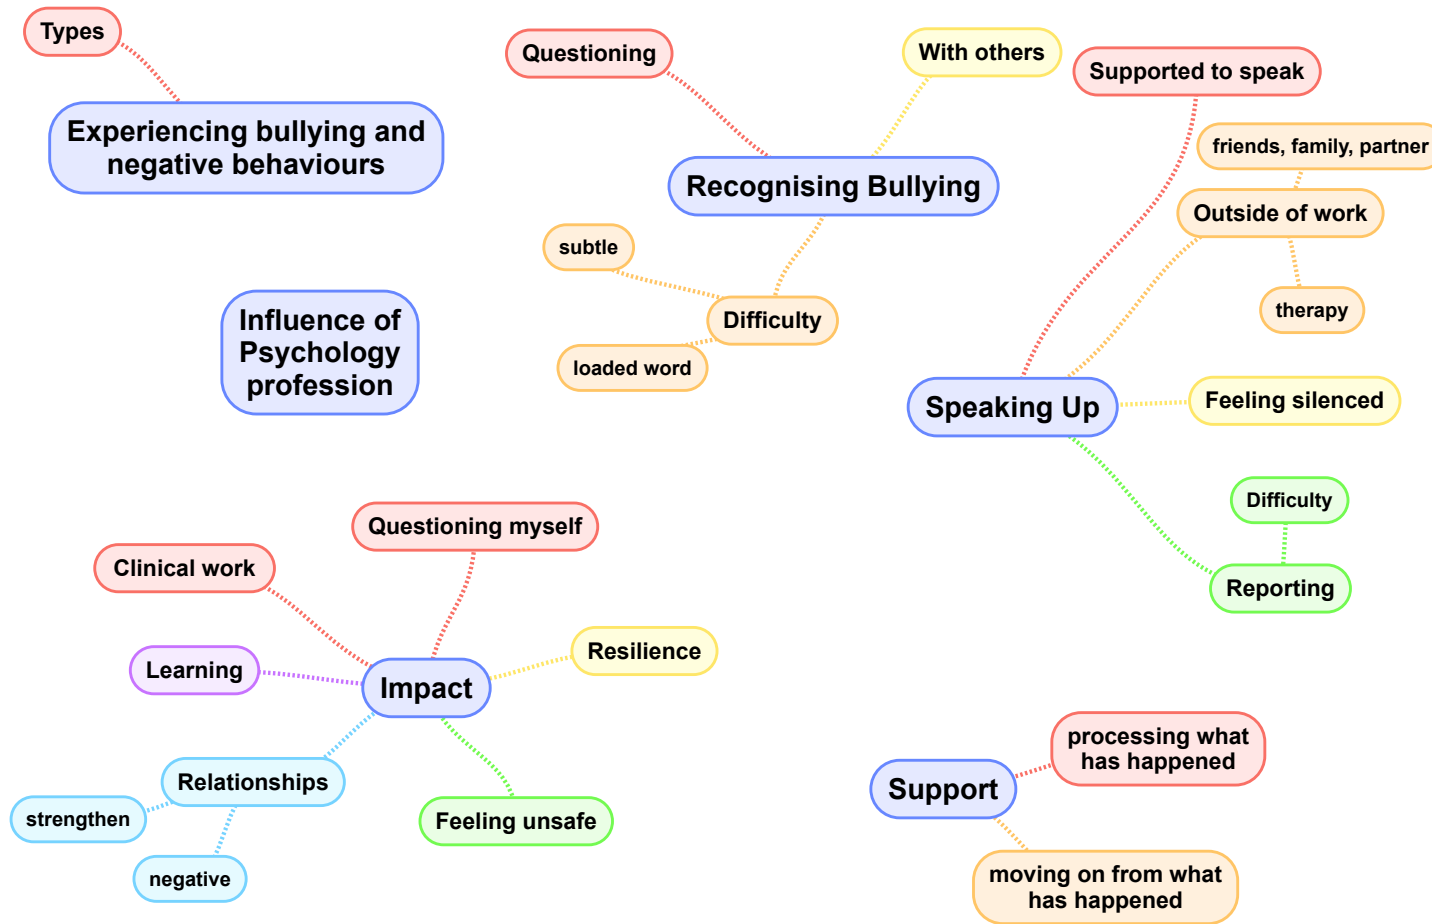 Types
Experiencing bullying and
negative behaviours
Questioning
With others
Recognising Bullying
subtle
Difficulty
loaded word
Supported to speak
friends, family, partner
Outside of work
therapy
Speaking Up
Feeling silenced
Difficulty
Reporting
Influence of
Psychology
profession
Questioning myself
Clinical work
Learning
Impact
Resilience
Relationships
strengthen
negative
Feeling unsafe
processing what
has happened
Support
moving on from what
has happened